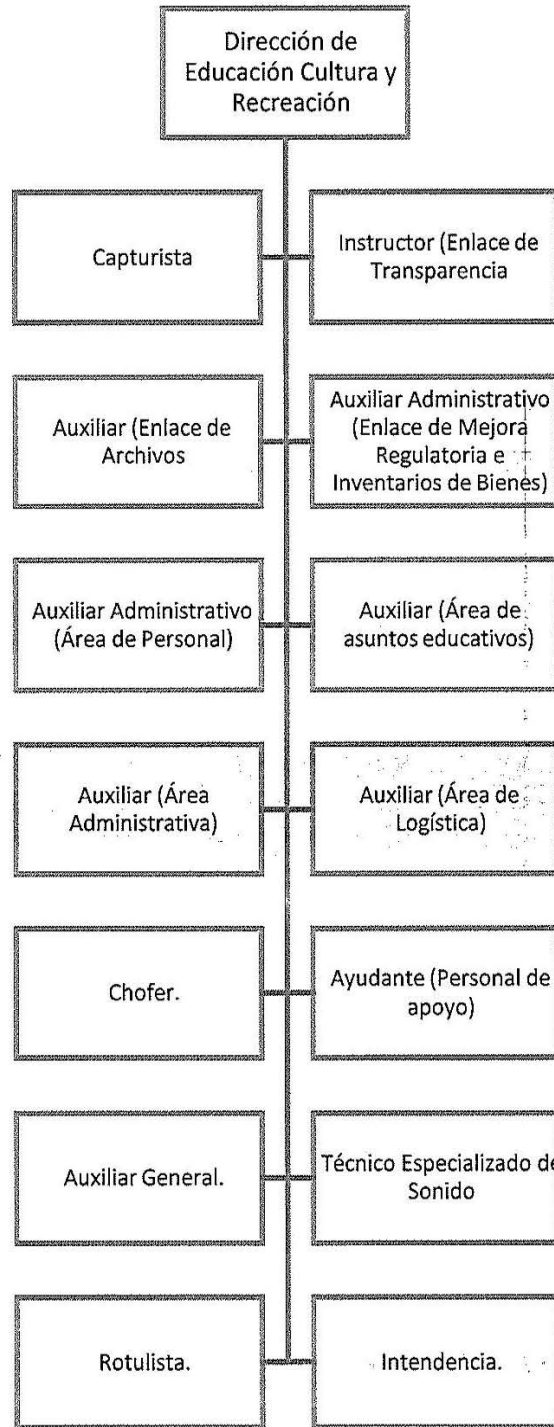 Dirección de
Educación Cultura y
Recreación
Capturista
Instructor (Enlace de
Transparencia
Auxiliar (Enlace de
Archivos
Auxiliar Administrativo
(Enlace de Mejora
Regulatoria e
Inventarios de Bienes)
Auxiliar Administrativo
(Área de Personal)
Auxiliar (Área de
asuntos educativos)
Auxiliar (Área
Administrativa)
Auxiliar (Área de
Logística)
Chofer.
Ayudante (Personal de
apoyo)
Auxiliar General.
Técnico Especializado de
Sonido
Rotulista.
Intendencia.